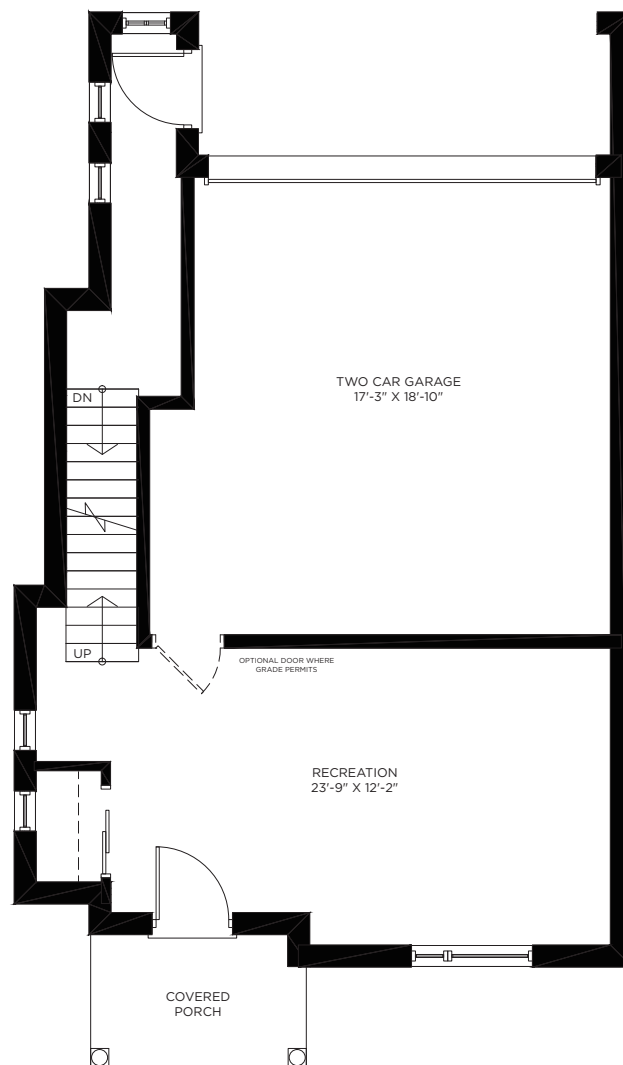 TWO CAR GARAGE
17'-3" X 18'-10"
DN
UP
OPTIONAL DOOR WHERE
GRADE PERMITS
RECREATION
23'-9" X 12'-2"
COVERED
PORCH